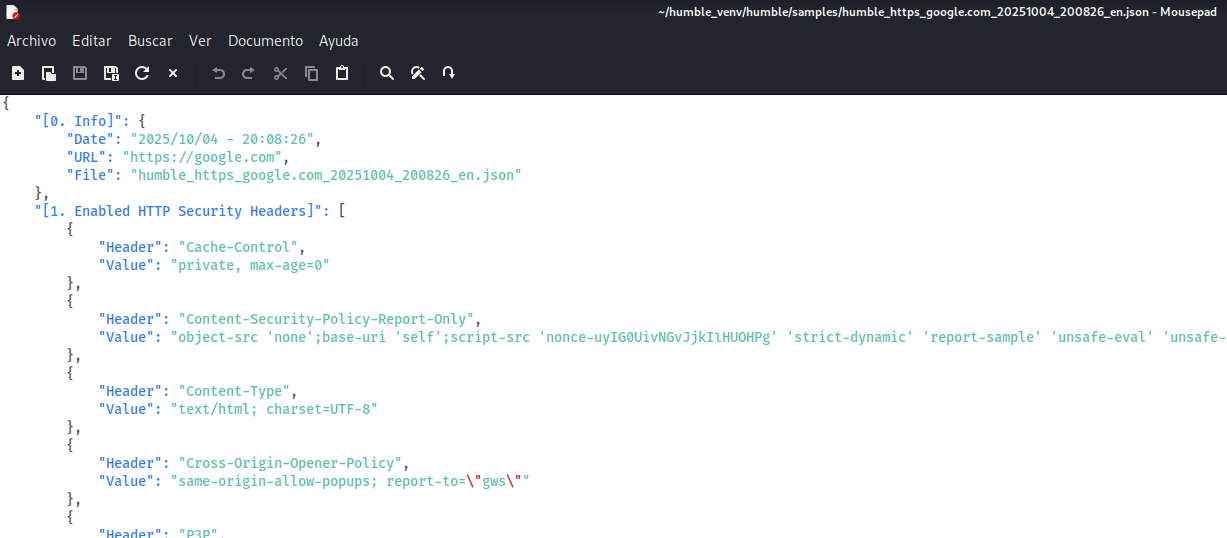 ~/humble_venv/humble/samples/humble_https_google.com_20251004_200826_en.json - Mousepad
Archivo Editar Buscar Ver Documento Ayuda
{
"[0. Info]": {
"Date": "2025/10/04 - 20:08:26",
"URL": "https://google.com",
"File": "humble_https_google.com_20251004_200826_en.json"
},
"[1. Enabled HTTP Security Headers]": [
{
"Header": "Cache-Control",
"Value": "private, max-age=0"
},
{
"Header": "Content-Security-Policy-Report-Only",
"Value": "object-src 'none';base-uri 'self';script-src 'nonce-uyIG0UivNGvJjkIlHUOHPg' 'strict-dynamic' 'report-sample' 'unsafe-eval' 'unsafe-
},
{
"Header": "Content-Type",
"Value": "text/html; charset=UTF-8"
},
{
"Header": "Cross-Origin-Opener-Policy",
"Value": "same-origin-allow-popups; report-to=\"gws\""
},
{
"Header": "P3P",